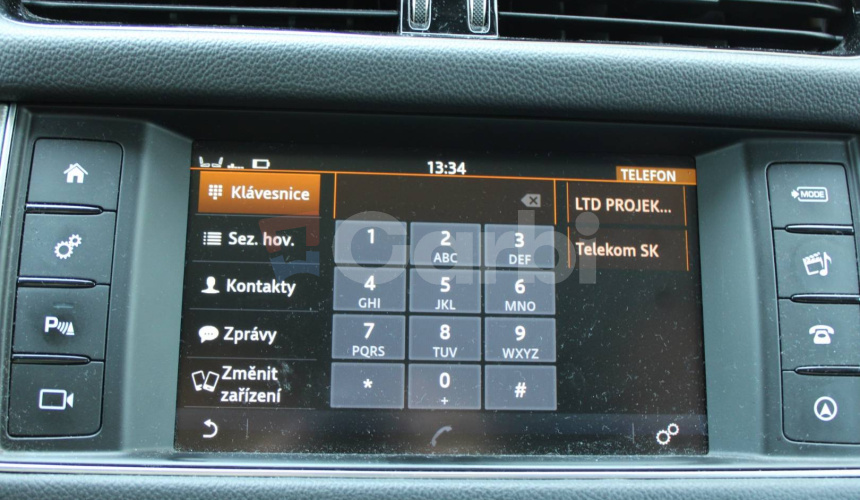 13:34
TELEFON
Klávesnice
LTD PROJEK...
Sez. hov.
Telekom SK
Kontakty
Zprávy
Změnit
zařízení
1
2
ABC
3
DEF
4
GHI
5
JKL
6
MNO
7
PQRS
8
TUV
9
WXYZ
*
0
+
#
P
MODE
Garbi